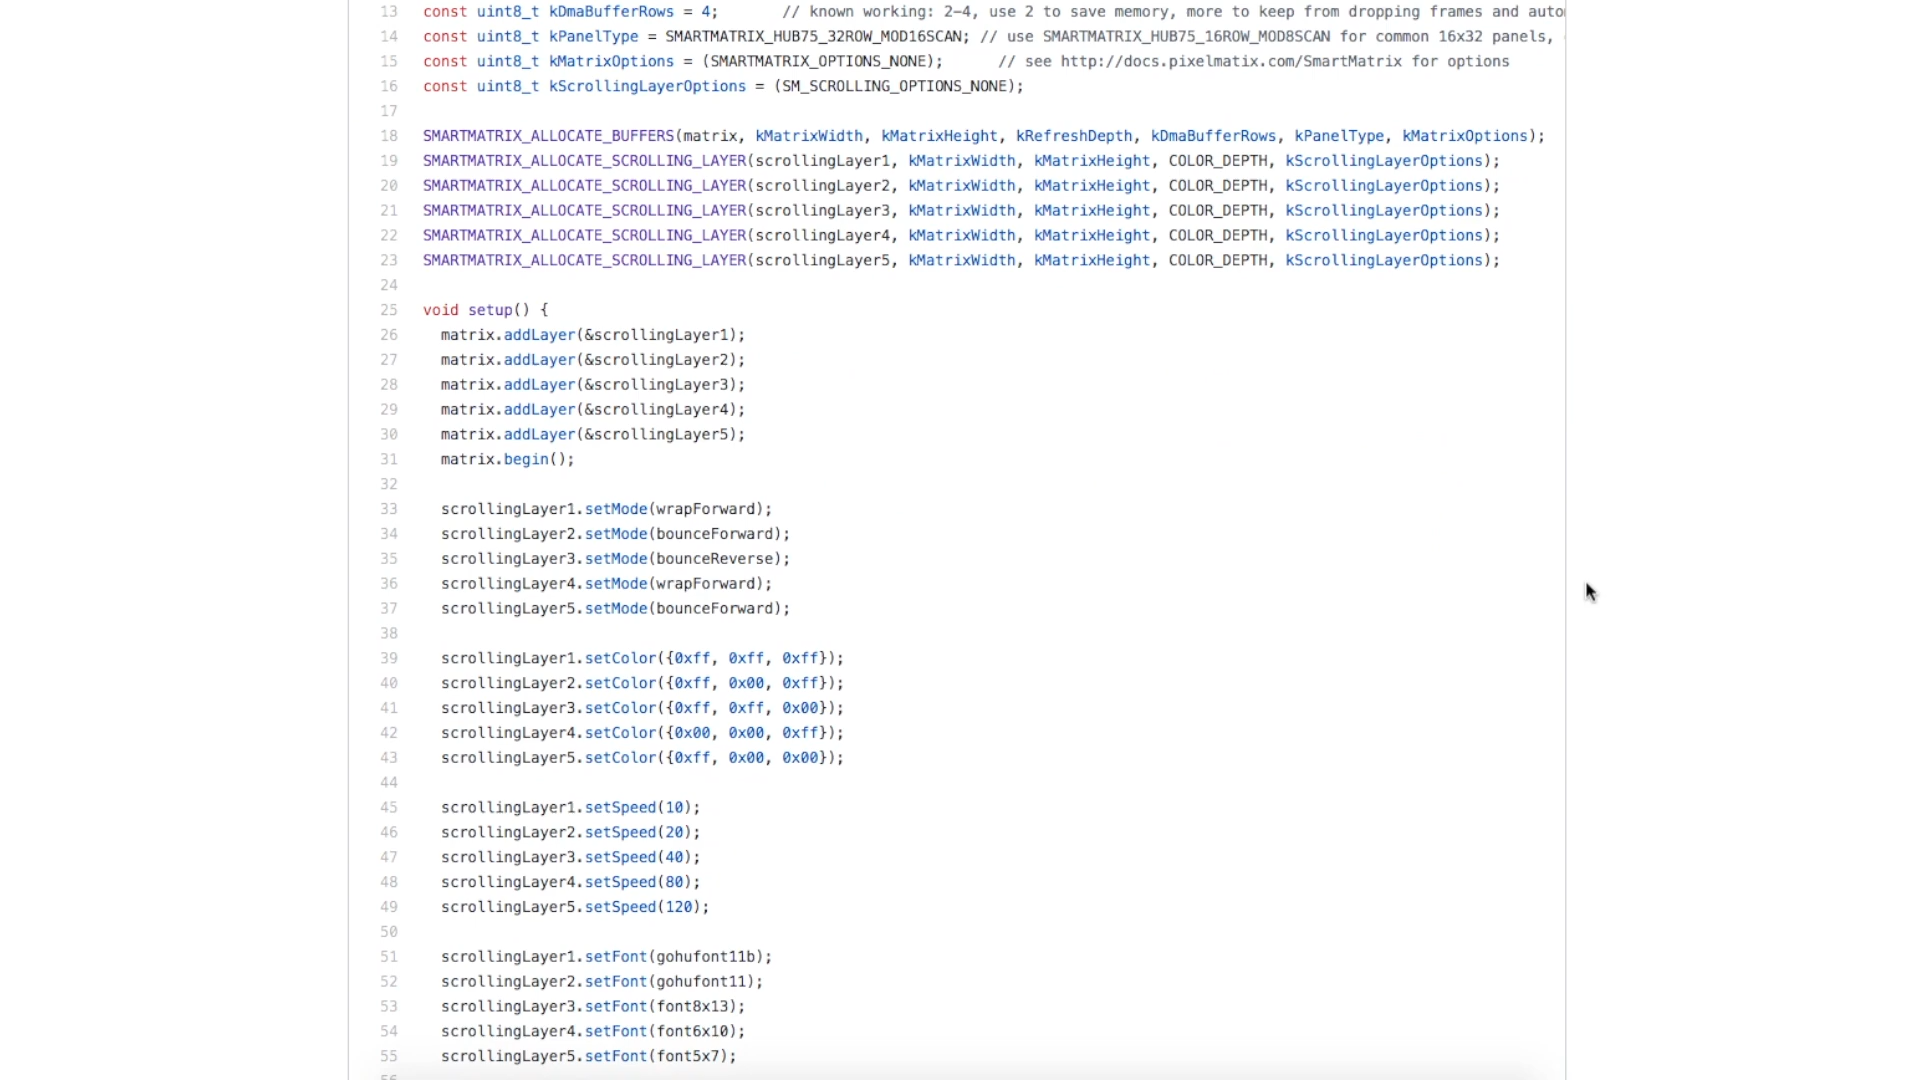 13 const uint8_t kDmaBufferRows = 4;       // known working: 2-4, use 2 to save memory, more to keep from dropping frames and
14 const uint8_t kPanelType = SMARTMATRIX_HUB75_32ROW_MOD16SCAN; // use SMARTMATRIX_HUB75_16ROW_MOD8SCAN for common 16x32 panels,
15 const uint8_t kMatrixOptions = (SMARTMATRIX_OPTIONS_NONE);      // see http://docs.pixelmatix.com/SmartMatrix for options
16 const uint8_t kScrollingLayerOptions = (SM_SCROLLING_OPTIONS_NONE);
17
18 SMARTMATRIX_ALLOCATE_BUFFERS(matrix, kMatrixWidth, kMatrixHeight, kRefreshDepth, kDmaBufferRows, kPanelType, kMatrixOptions);
19 SMARTMATRIX_ALLOCATE_SCROLLING_LAYER(scrollingLayer1, kMatrixWidth, kMatrixHeight, COLOR_DEPTH, kScrollingLayerOptions);
20 SMARTMATRIX_ALLOCATE_SCROLLING_LAYER(scrollingLayer2, kMatrixWidth, kMatrixHeight, COLOR_DEPTH, kScrollingLayerOptions);
21 SMARTMATRIX_ALLOCATE_SCROLLING_LAYER(scrollingLayer3, kMatrixWidth, kMatrixHeight, COLOR_DEPTH, kScrollingLayerOptions);
22 SMARTMATRIX_ALLOCATE_SCROLLING_LAYER(scrollingLayer4, kMatrixWidth, kMatrixHeight, COLOR_DEPTH, kScrollingLayerOptions);
23 SMARTMATRIX_ALLOCATE_SCROLLING_LAYER(scrollingLayer5, kMatrixWidth, kMatrixHeight, COLOR_DEPTH, kScrollingLayerOptions);
24
25 void setup() {
26   matrix.addLayer(&scrollingLayer1);
27   matrix.addLayer(&scrollingLayer2);
28   matrix.addLayer(&scrollingLayer3);
29   matrix.addLayer(&scrollingLayer4);
30   matrix.addLayer(&scrollingLayer5);
31   matrix.begin();
32
33   scrollingLayer1.setMode(wrapForward);
34   scrollingLayer2.setMode(bounceForward);
35   scrollingLayer3.setMode(bounceReverse);
36   scrollingLayer4.setMode(wrapForward);
37   scrollingLayer5.setMode(bounceForward);
38
39   scrollingLayer1.setColor({0xff, 0xff, 0xff});
40   scrollingLayer2.setColor({0xff, 0x00, 0xff});
41   scrollingLayer3.setColor({0xff, 0xff, 0x00});
42   scrollingLayer4.setColor({0x00, 0x00, 0xff});
43   scrollingLayer5.setColor({0xff, 0x00, 0x00});
44
45   scrollingLayer1.setSpeed(10);
46   scrollingLayer2.setSpeed(20);
47   scrollingLayer3.setSpeed(40);
48   scrollingLayer4.setSpeed(80);
49   scrollingLayer5.setSpeed(120);
50
51   scrollingLayer1.setFont(gohufont11b);
52   scrollingLayer2.setFont(gohufont11);
53   scrollingLayer3.setFont(font8x13);
54   scrollingLayer4.setFont(font6x10);
55   scrollingLayer5.setFont(font5x7);